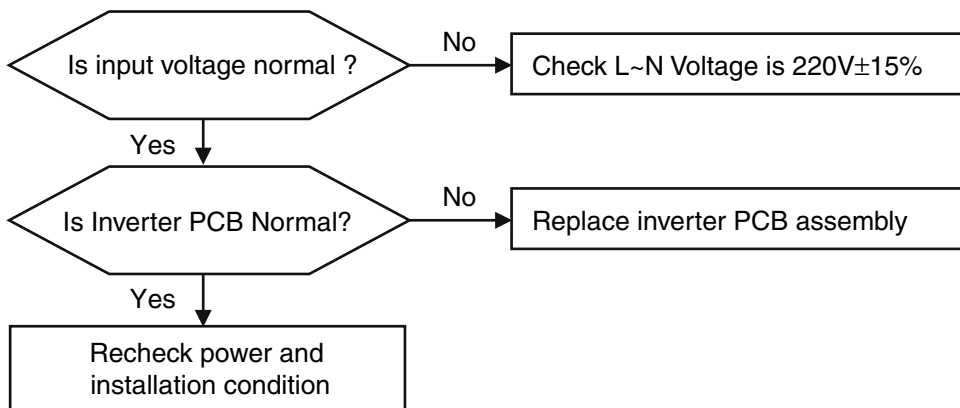 Is input voltage normal ?
No
Check L~N Voltage is 220V±15%
Yes
Is Inverter PCB Normal?
No
Replace inverter PCB assembly
Yes
Recheck power and
installation condition